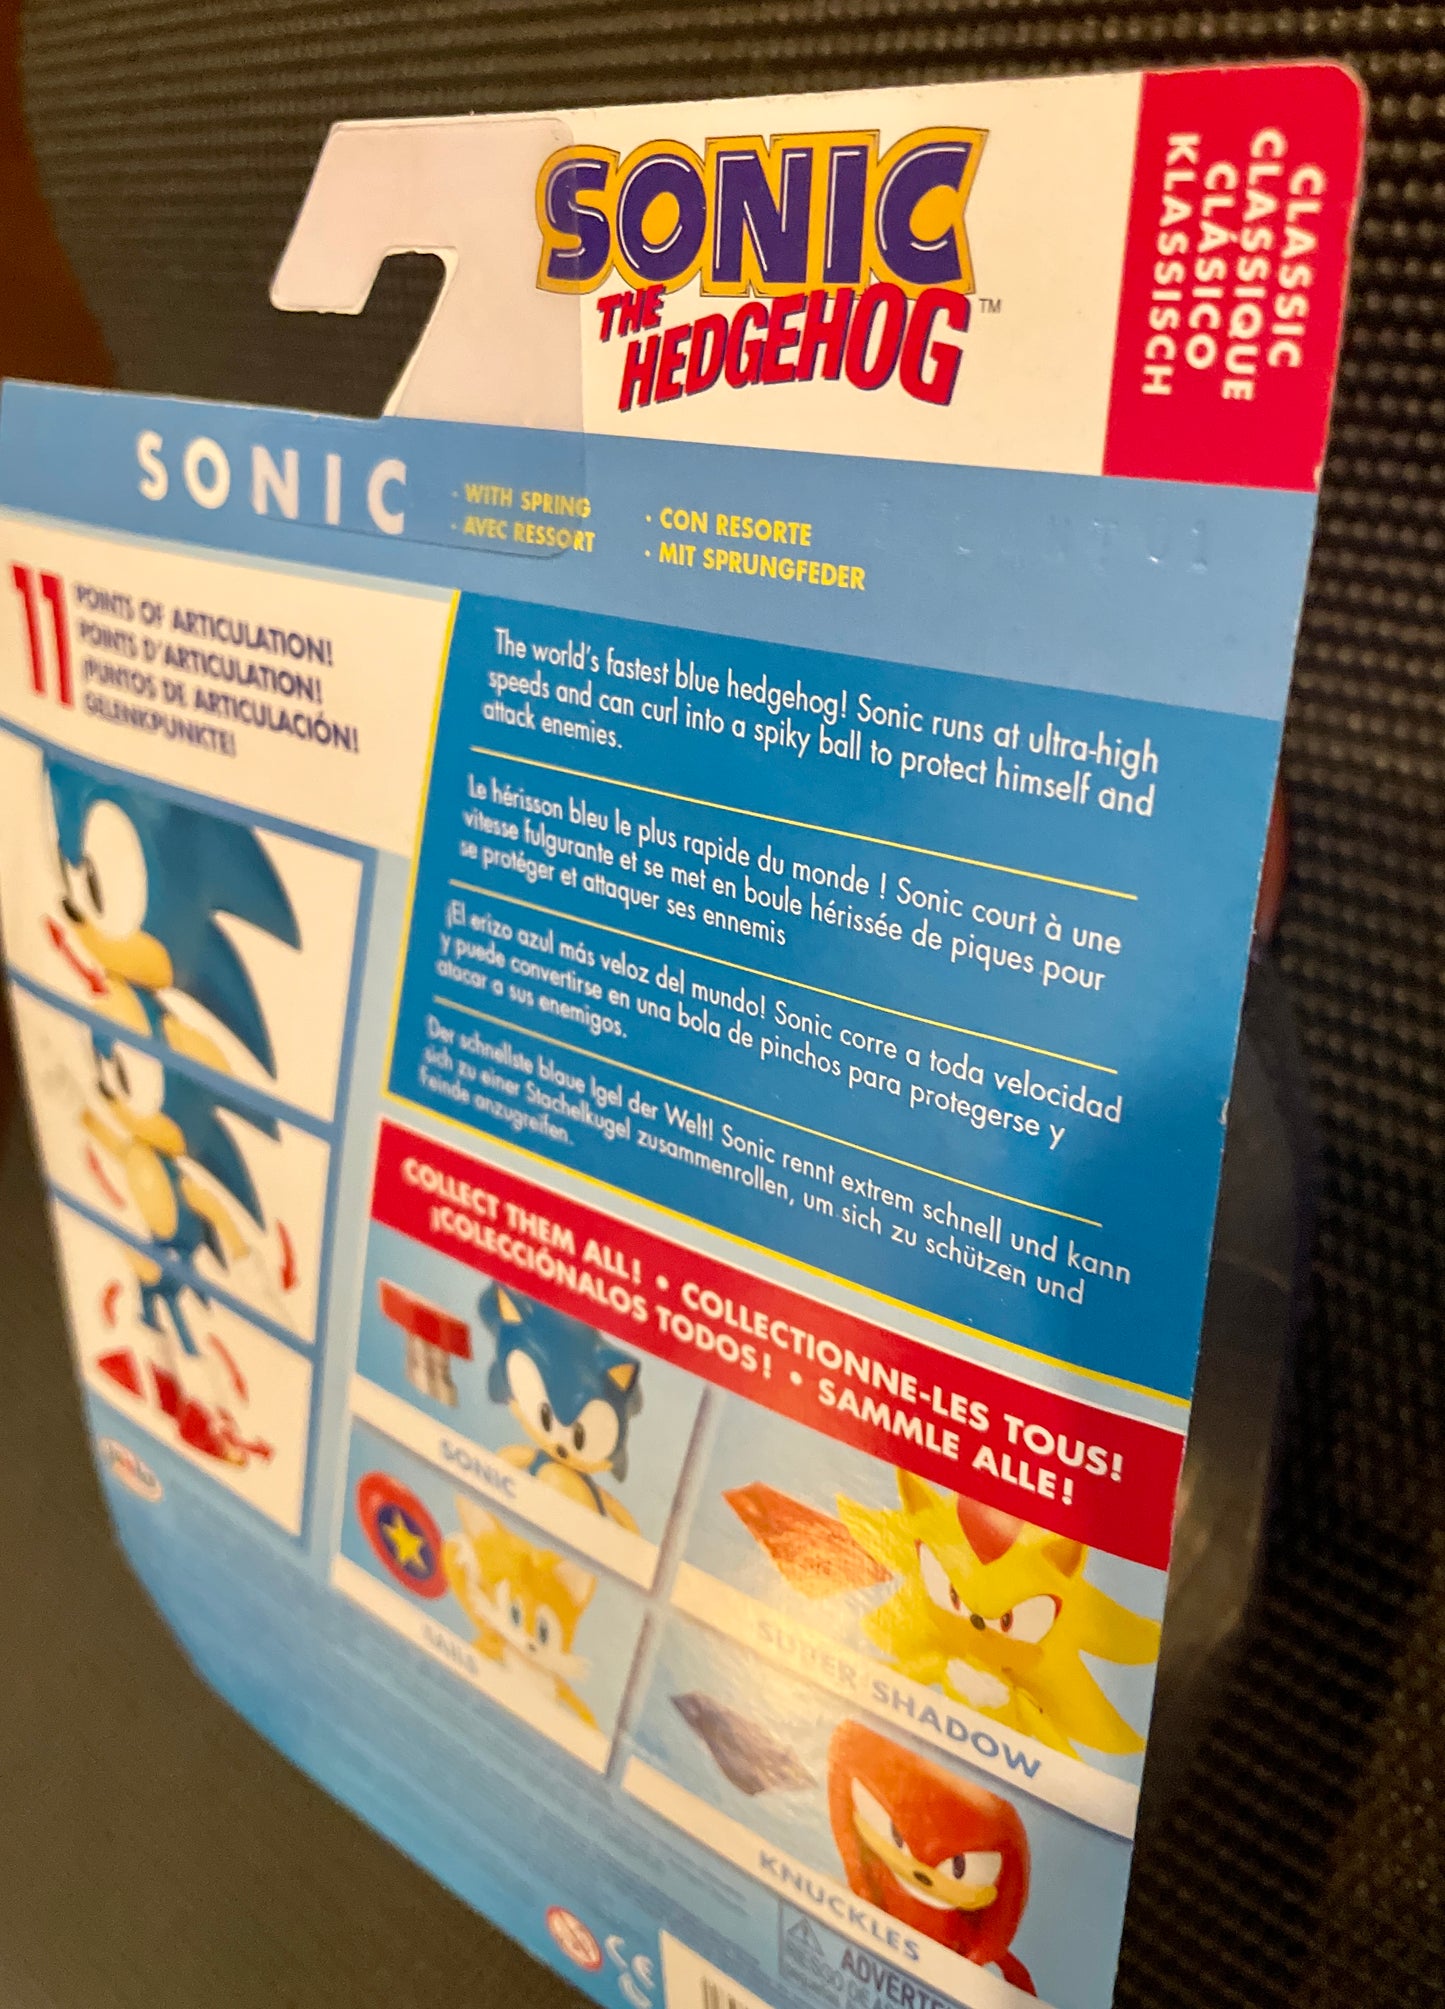 SONIC
THE
HEDGEHOG
TM
CLASSIC
CLASSIQUE
CLÁSICO
KLASSISCH
SONIC
· WITH SPRING
· AVEC RESSORT
· CON RESORTE
· MIT SPRUNGFEDER
11
POINTS OF ARTICULATION!
POINTS D'ARTICULATION!
¡PUNTOS DE ARTICULACIÓN!
GELENKPUNKTE!
The world's fastest blue hedgehog! Sonic runs at ultra-high
speeds and can curl into a spiky ball to protect himself and
attack enemies.
Le hérisson bleu le plus rapide du monde ! Sonic court à une
vitesse fulgurante et se met en boule hérissée de piques pour
se protéger et attaquer ses ennemis
¡El erizo azul más veloz del mundo! Sonic corre a toda velocidad
y puede convertirse en una bola de pinchos para protegerse y
atacar a sus enemigos.
Der schnellste blaue Igel der Welt! Sonic rennt extrem schnell und kann
sich zu einer Stachelkugel zusammenrollen, um sich zu schützen und
Feinde anzugreifen.
COLLECT THEM ALL! • COLLECTIONNE-LES TOUS!
¡COLECCIÓNALOS TODOS! • SAMMLE ALLE!
SONIC
SUPER SHADOW
TAILS
KNUCKLES
CE